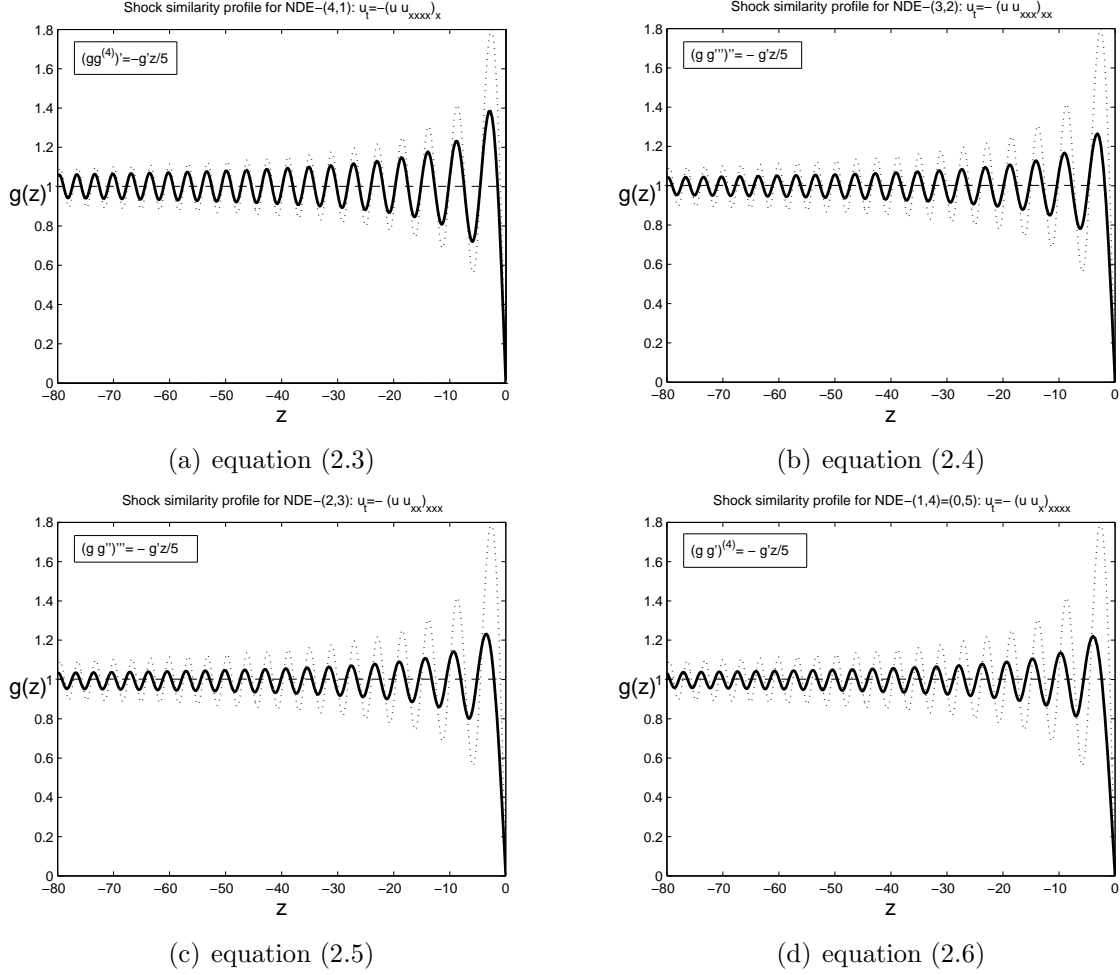 Shock similarity profile for NDE−(4,1): u_t=−(u u_xxxx)_x
(gg^(4))'=−g'z/5
1.8
1.6
1.4
1.2
1
0.8
0.6
0.4
0.2
0
g(z)
−80 −70 −60 −50 −40 −30 −20 −10 0
z
(a) equation (2.3)
Shock similarity profile for NDE−(3,2): u_t=− (u u_xxx)_xx
(g g''')''= − g'z/5
1.8
1.6
1.4
1.2
1
0.8
0.6
0.4
0.2
0
g(z)
−80 −70 −60 −50 −40 −30 −20 −10 0
z
(b) equation (2.4)
Shock similarity profile for NDE−(2,3): u_t=− (u u_xx)_xxx
(g g'')'''= − g'z/5
1.8
1.6
1.4
1.2
1
0.8
0.6
0.4
0.2
0
g(z)
−80 −70 −60 −50 −40 −30 −20 −10 0
z
(c) equation (2.5)
Shock similarity profile for NDE−(1,4)=(0,5): u_t=− (u u_x)_xxxx
(g g')^(4)= − g'z/5
1.8
1.6
1.4
1.2
1
0.8
0.6
0.4
0.2
0
g(z)
−80 −70 −60 −50 −40 −30 −20 −10 0
z
(d) equation (2.6)